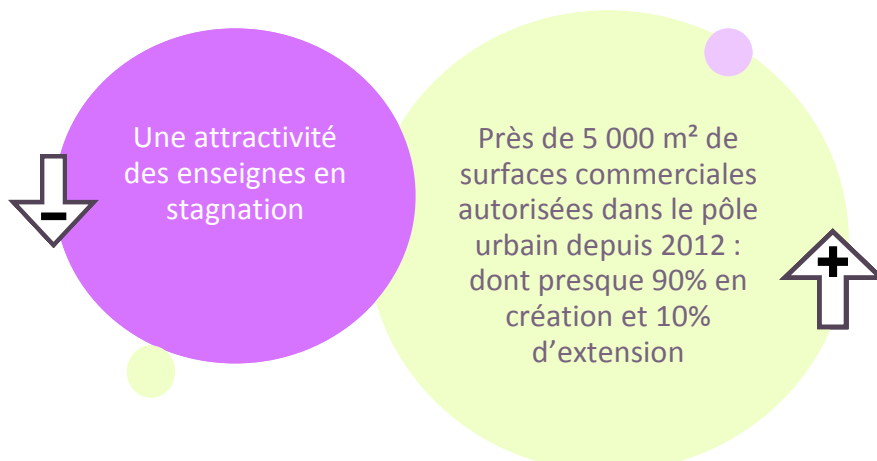 Une attractivité
des enseignes en
stagnation
-
Près de 5 000 m² de
surfaces commerciales
autorisées dans le pôle
urbain depuis 2012 :
dont presque 90% en
création et 10%
d’extension
+